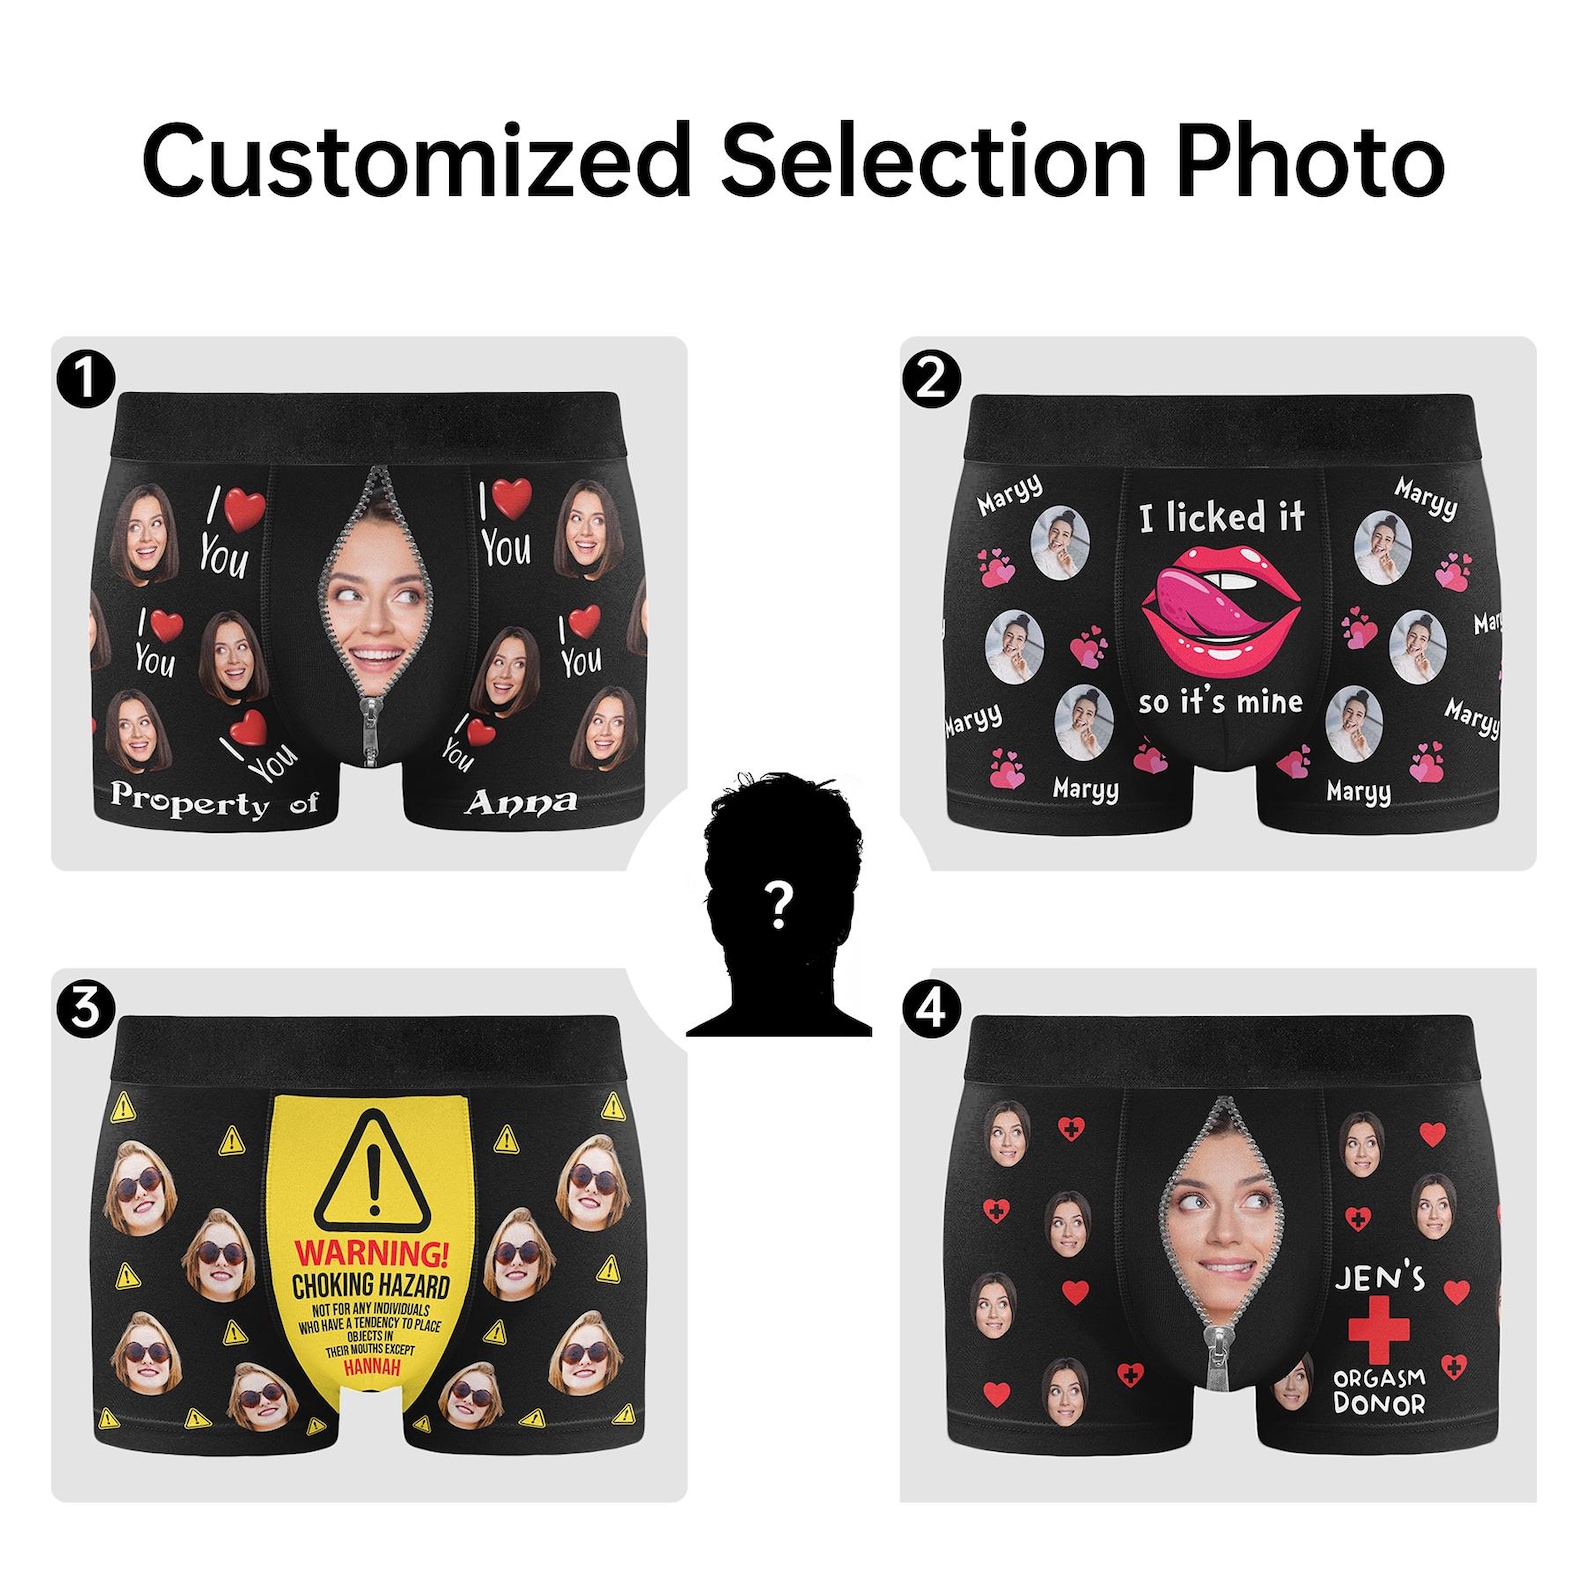 Customized Selection Photo
1
I
You
I
You
I
You
I
You
I
You
I
You
Property of Anna
2
Maryy
Maryy
I licked it
so it's mine
Mar
Maryy
Maryy
Maryy
Maryy
?
3
WARNING!
CHOKING HAZARD
NOT FOR ANY INDIVIDUALS
WHO HAVE A TENDENCY TO PLACE
OBJECTS IN
THEIR MOUTHS EXCEPT
HANNAH
4
JEN'S
ORGASM
DONOR